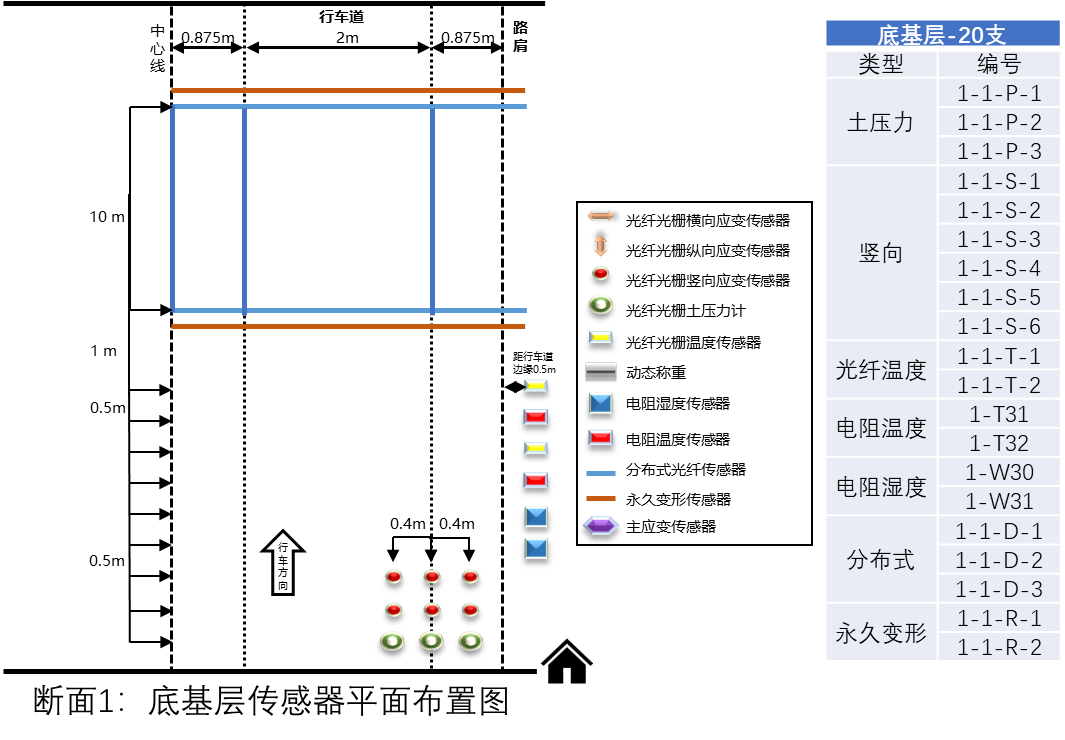 行车道
中心线
路肩
0.875m
2m
0.875m
10 m
1 m
0.5m
0.5m
距行车道
边缘0.5m
0.4m
0.4m
行车方向
光纤光栅横向应变传感器
光纤光栅纵向应变传感器
光纤光栅竖向应变传感器
光纤光栅土压力计
光纤光栅温度传感器
动态称重
电阻湿度传感器
电阻温度传感器
分布式光纤传感器
永久变形传感器
主应变传感器
断面1：底基层传感器平面布置图
底基层-20支
类型 编号
土压力
1-1-P-1
1-1-P-2
1-1-P-3
竖向
1-1-S-1
1-1-S-2
1-1-S-3
1-1-S-4
1-1-S-5
1-1-S-6
光纤温度
1-1-T-1
1-1-T-2
电阻温度
1-T31
1-T32
电阻湿度
1-W30
1-W31
分布式
1-1-D-1
1-1-D-2
1-1-D-3
永久变形
1-1-R-1
1-1-R-2